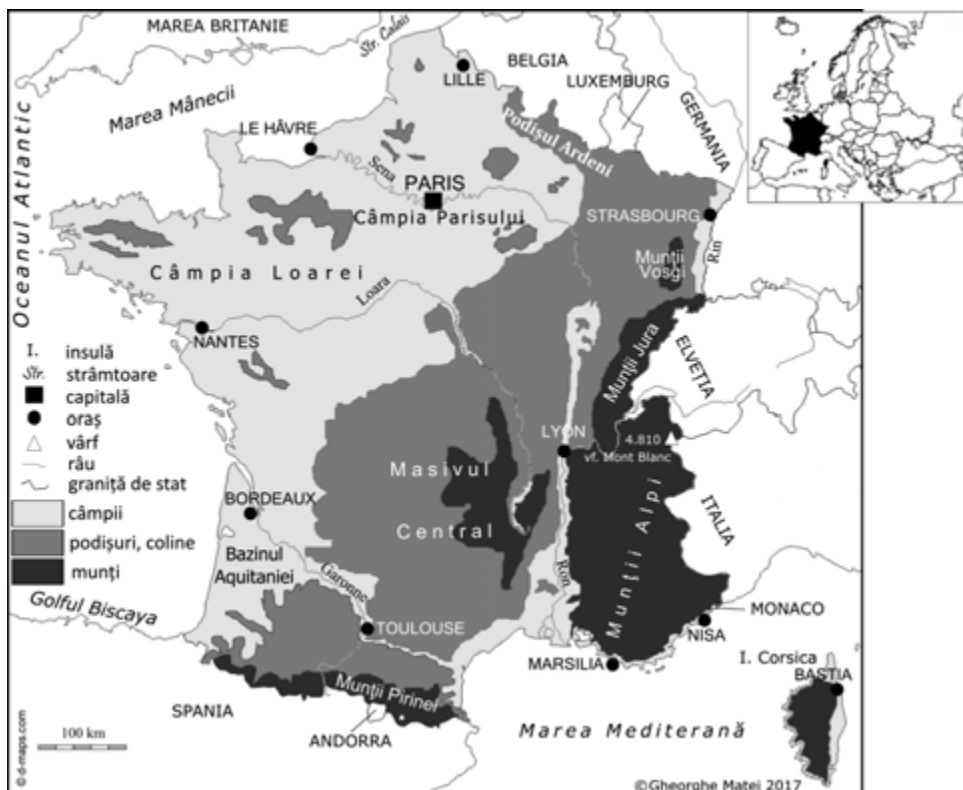 MAREA BRITANIE
Str. Calais
BELGIA
LILLE
LUXEMBURG
Oceanul Atlantic
Marea Mânecii
GERMANIA
LE HÂVRE
Podișul Ardeni
Sena
PARIS
STRASBOURG
Câmpia Parisului
Munții
Vosgi
Rin
Câmpia Loarei
Loara
NANTES
Munții Jura
ELVEȚIA
I. insulă
Str. strâmtoare
capitală
oraș
vârf
râu
graniță de stat
câmpii
podișuri, coline
munți
LYON
4.810
vf. Mont Blanc
Masivul
Central
Munții Alpi
ITALIA
BORDEAUX
Bazinul
Aquitaniei
Garonne
Ron
Golful Biscaya
TOULOUSE
MONACO
NISA
MARSILIA
I. Corsica
BASTIA
Munții Pirinei
SPANIA
ANDORRA
Marea Mediterană
100 km
©d-maps.com
©Gheorghe Matei 2017